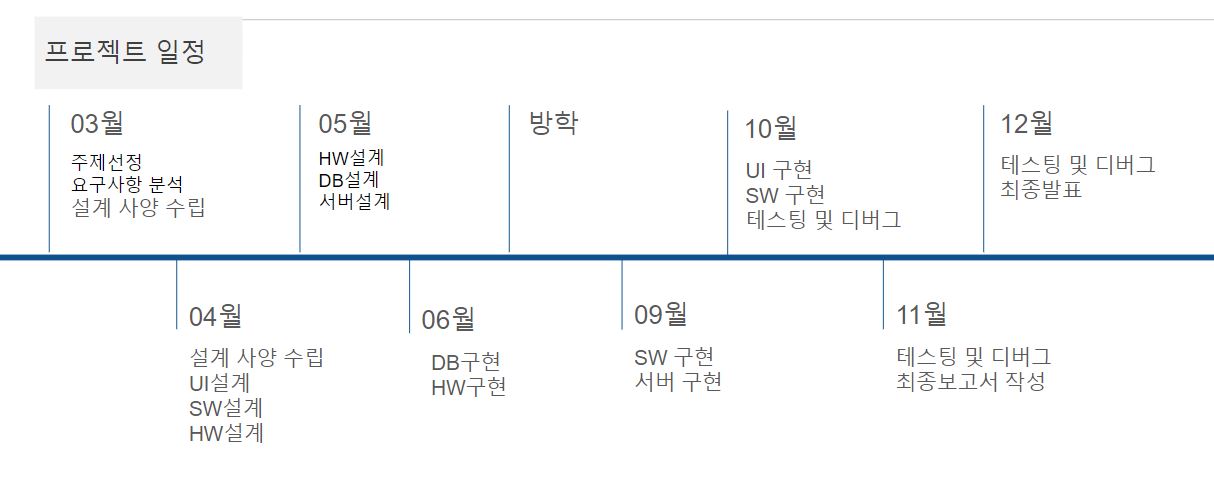 프로젝트 일정
03월
주제선정
요구사항 분석
설계 사양 수립
04월
설계 사양 수립
UI설계
SW설계
HW설계
05월
HW설계
DB설계
서버설계
06월
DB구현
HW구현
방학
09월
SW 구현
서버 구현
10월
UI 구현
SW 구현
테스팅 및 디버그
11월
테스팅 및 디버그
최종보고서 작성
12월
테스팅 및 디버그
최종발표